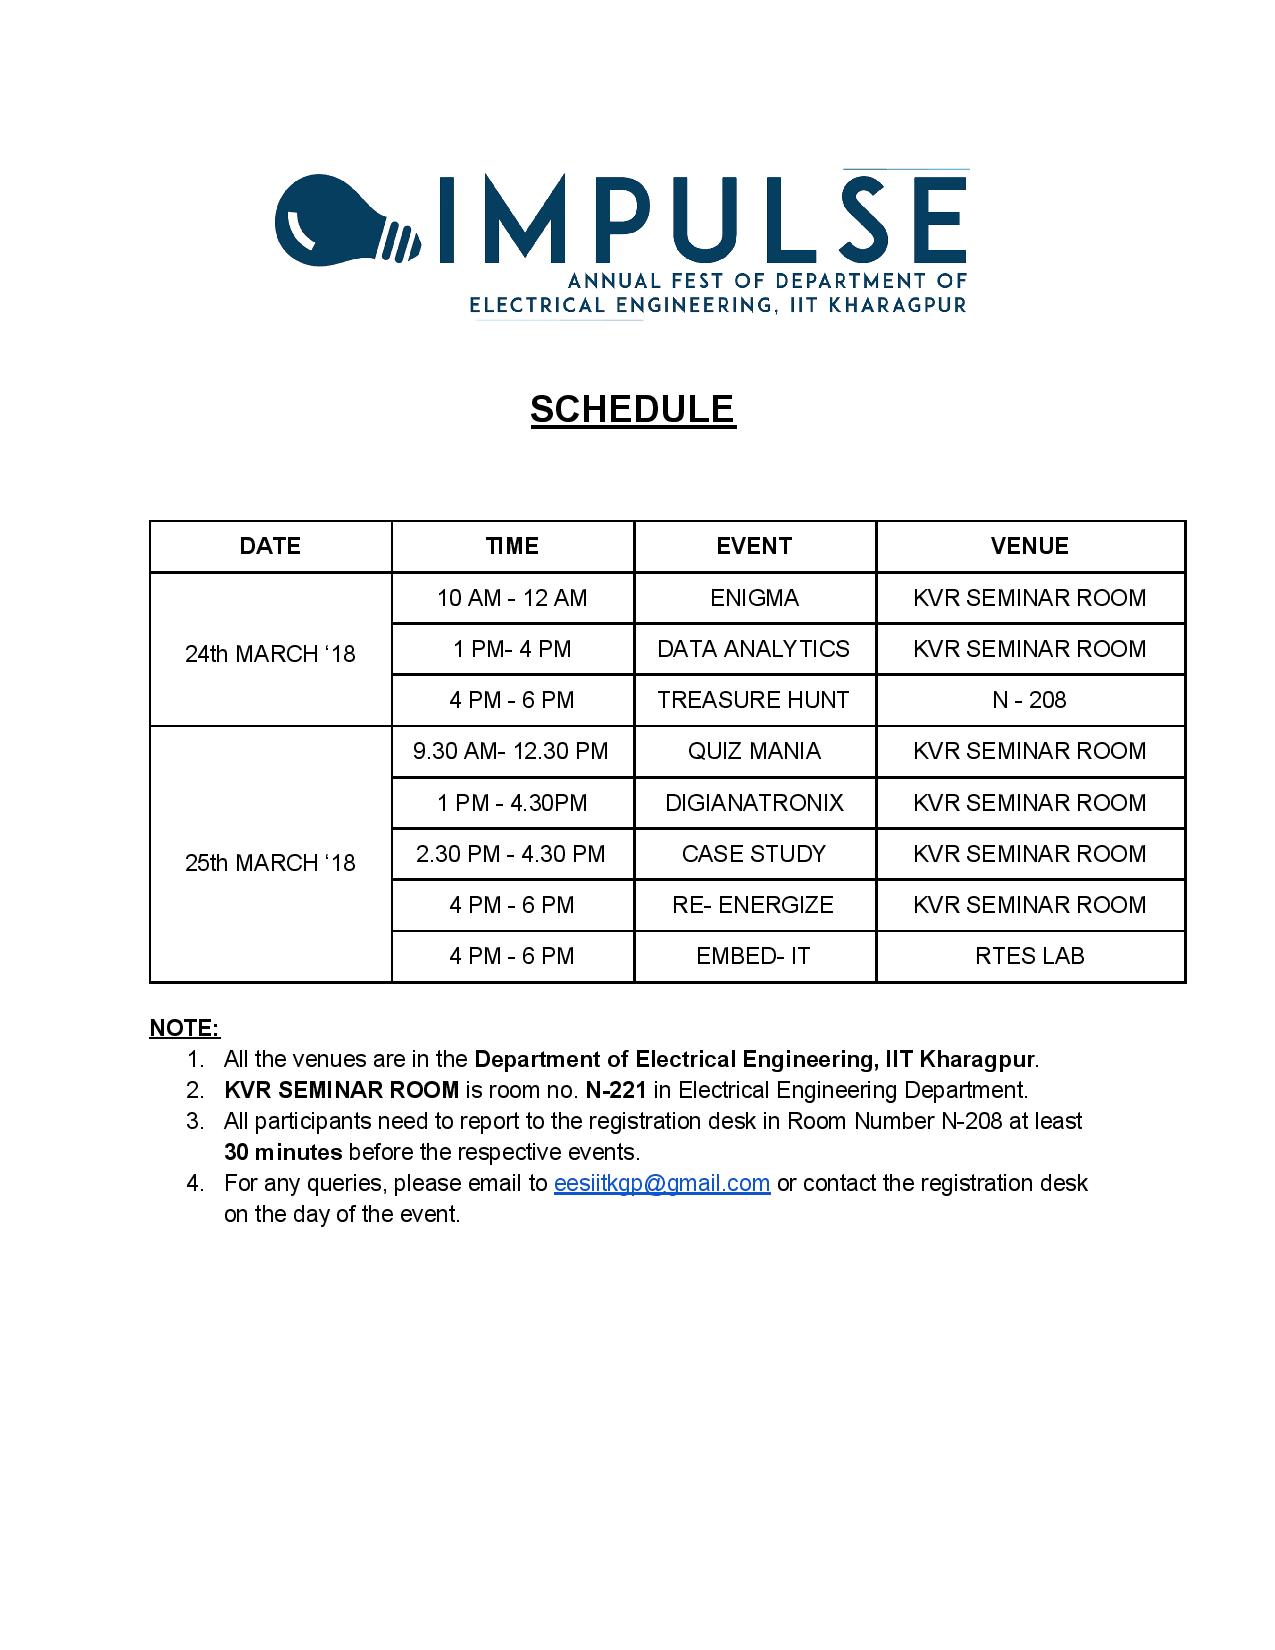 IMPULSE
ANNUAL FEST OF DEPARTMENT OF
ELECTRICAL ENGINEERING, IIT KHARAGPUR
SCHEDULE
DATE TIME EVENT VENUE
24th MARCH ‘18
10 AM - 12 AM ENIGMA KVR SEMINAR ROOM
1 PM- 4 PM DATA ANALYTICS KVR SEMINAR ROOM
4 PM - 6 PM TREASURE HUNT N - 208
25th MARCH ‘18
9.30 AM- 12.30 PM QUIZ MANIA KVR SEMINAR ROOM
1 PM - 4.30PM DIGIANATRONIX KVR SEMINAR ROOM
2.30 PM - 4.30 PM CASE STUDY KVR SEMINAR ROOM
4 PM - 6 PM RE- ENERGIZE KVR SEMINAR ROOM
4 PM - 6 PM EMBED- IT RTES LAB
NOTE:
1. All the venues are in the Department of Electrical Engineering, IIT Kharagpur.
2. KVR SEMINAR ROOM is room no. N-221 in Electrical Engineering Department.
3. All participants need to report to the registration desk in Room Number N-208 at least
30 minutes before the respective events.
4. For any queries, please email to eesiitkgp@gmail.com or contact the registration desk
on the day of the event.